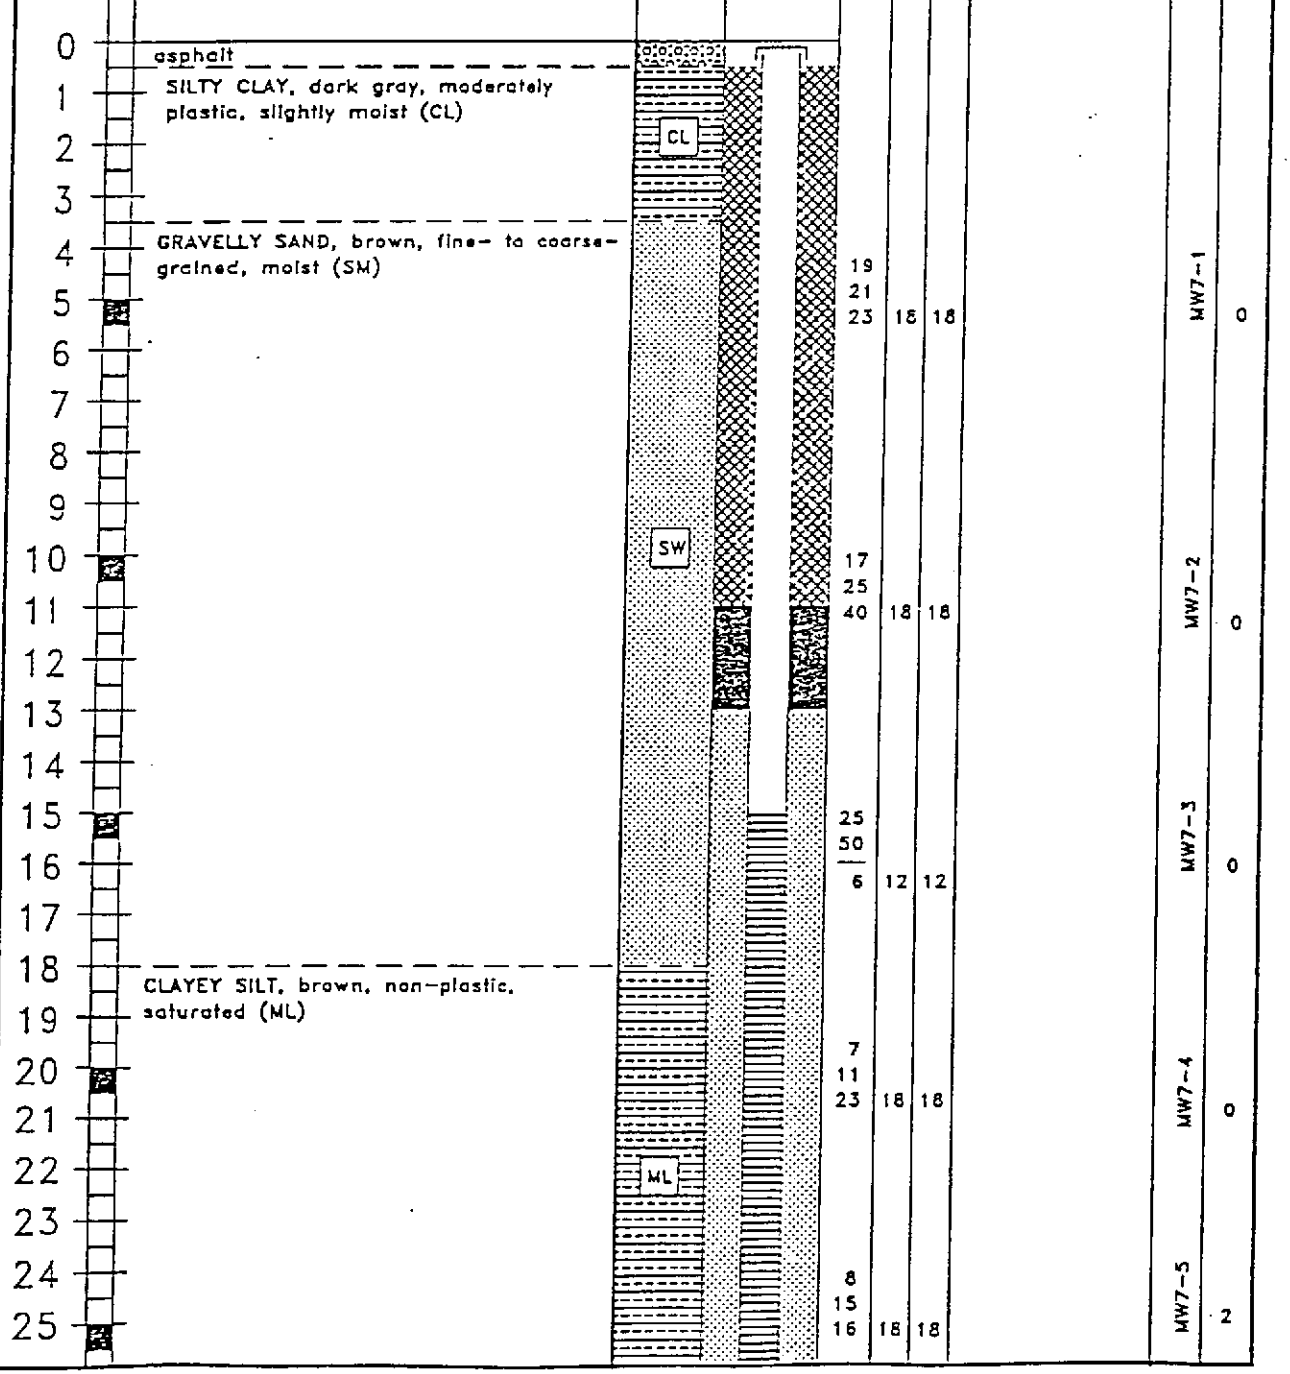 0
asphalt
1
SILTY CLAY, dark gray, moderately
plastic, slightly moist (CL)
CL
2
3
4
GRAVELLY SAND, brown, fine- to coarse-
grained, moist (SM)
19
21
5
23 18 18
MW7-1
0
6
7
8
9
SW
10
17
25
11
40 18 18
MW7-2
0
12
13
14
15
25
50
16
6 12 12
MW7-3
0
17
18
CLAYEY SILT, brown, non-plastic,
saturated (ML)
19
7
20
11
23 18 18
MW7-4
0
21
22
ML
23
24
8
15
25
16 18 18
MW7-5
2